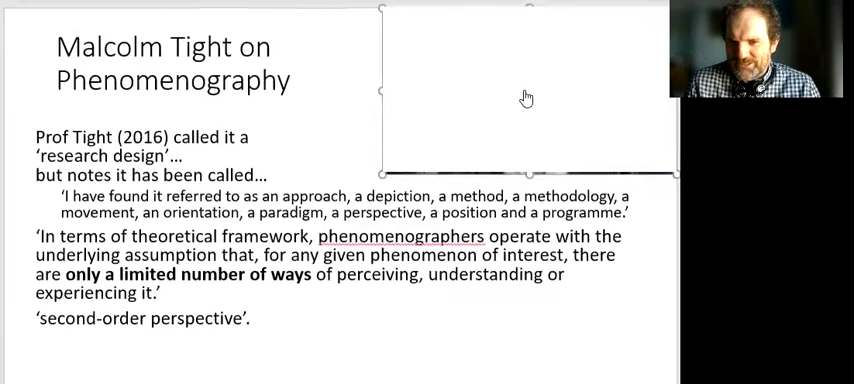 Malcolm Tight on
Phenomenography
Prof Tight (2016) called it a
‘research design’...
but notes it has been called...
‘I have found it referred to as an approach, a depiction, a method, a methodology, a
movement, an orientation, a paradigm, a perspective, a position and a programme.’
‘In terms of theoretical framework, phenomenographers operate with the
underlying assumption that, for any given phenomenon of interest, there
are only a limited number of ways of perceiving, understanding or
experiencing it.’
‘second-order perspective’.